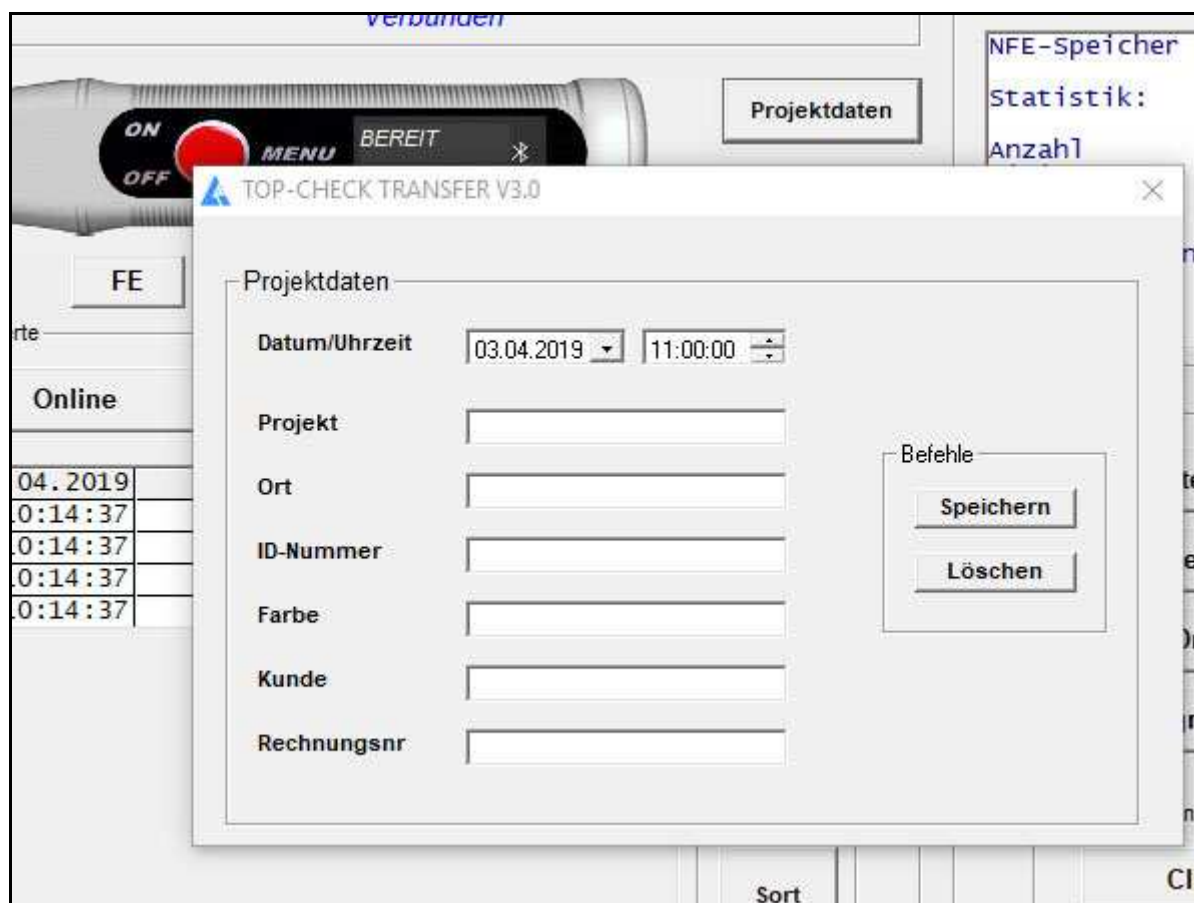 Verbunden
NFE-Speicher
Statistik:
Anzahl
Projektdaten
ON
OFF
MENU
BEREIT
TOP-CHECK TRANSFER V3.0
FE
Projektdaten
Datum/Uhrzeit 03.04.2019 11:00:00
Online
Projekt
Ort
ID-Nummer
Farbe
Kunde
Rechnungsnr
Befehle
Speichern
Löschen
04.2019
0:14:37
0:14:37
0:14:37
0:14:37
Sort